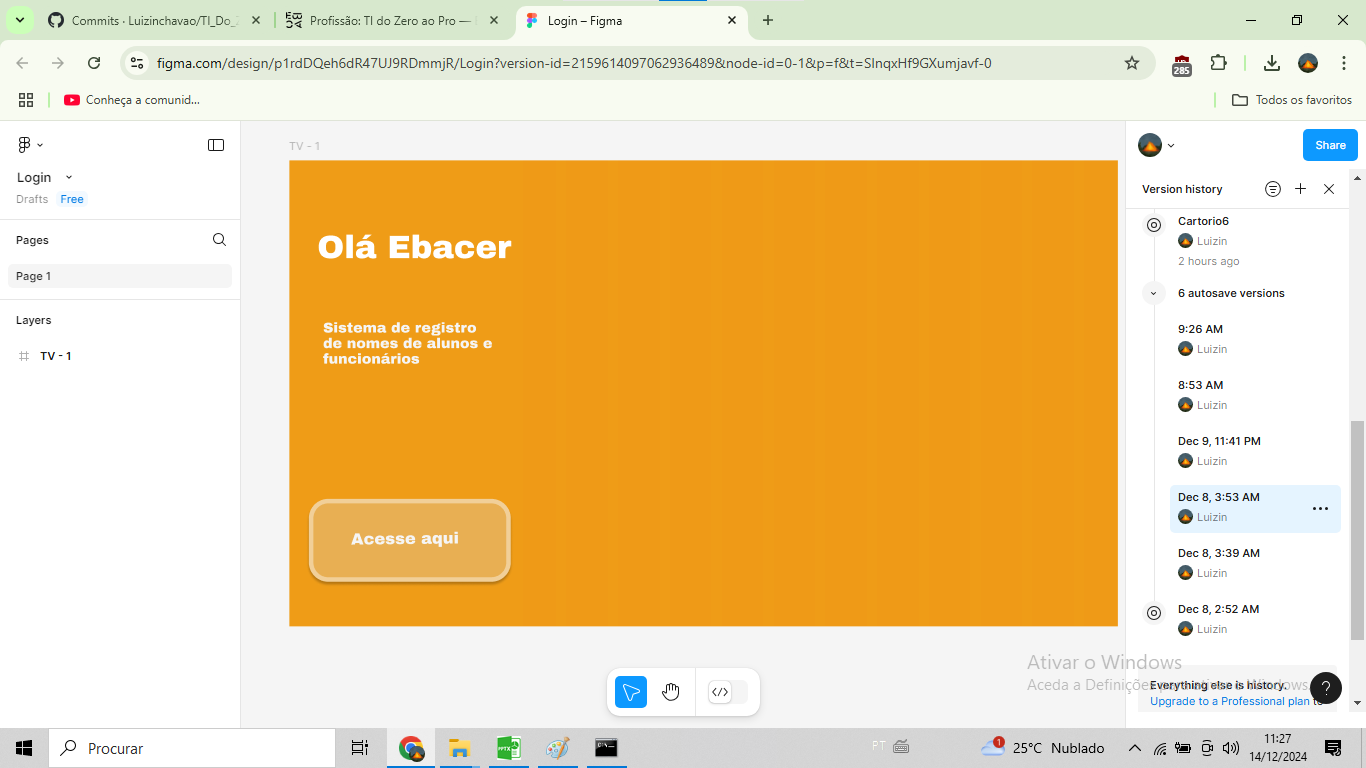 Commits · Luizinchavao/TI_Do_
Profissão: TI do Zero ao Pro —
Login – Figma
figma.com/design/p1rdDQeh6dR47UJ9RDmmjR/Login?version-id=2159614097062936489&node-id=0-1&p=f&t=SlnqxHf9GXumjavf-0
285
Conheça a comunid...
Todos os favoritos
Login
Drafts
Free
Pages
Page 1
Layers
TV - 1
TV - 1
Olá Ebacer
Sistema de registro
de nomes de alunos e
funcionários
Acesse aqui
Share
Version history
Cartorio6
Luizin
2 hours ago
6 autosave versions
9:26 AM
Luizin
8:53 AM
Luizin
Dec 9, 11:41 PM
Luizin
Dec 8, 3:53 AM
Luizin
Dec 8, 3:39 AM
Luizin
Dec 8, 2:52 AM
Luizin
Everything else is history.
Upgrade to a Professional plan to
Ativar o Windows
Aceda a Definições para ativar o Windows.
?
Procurar
PPTX
PT
1
25°C Nublado
11:27
14/12/2024